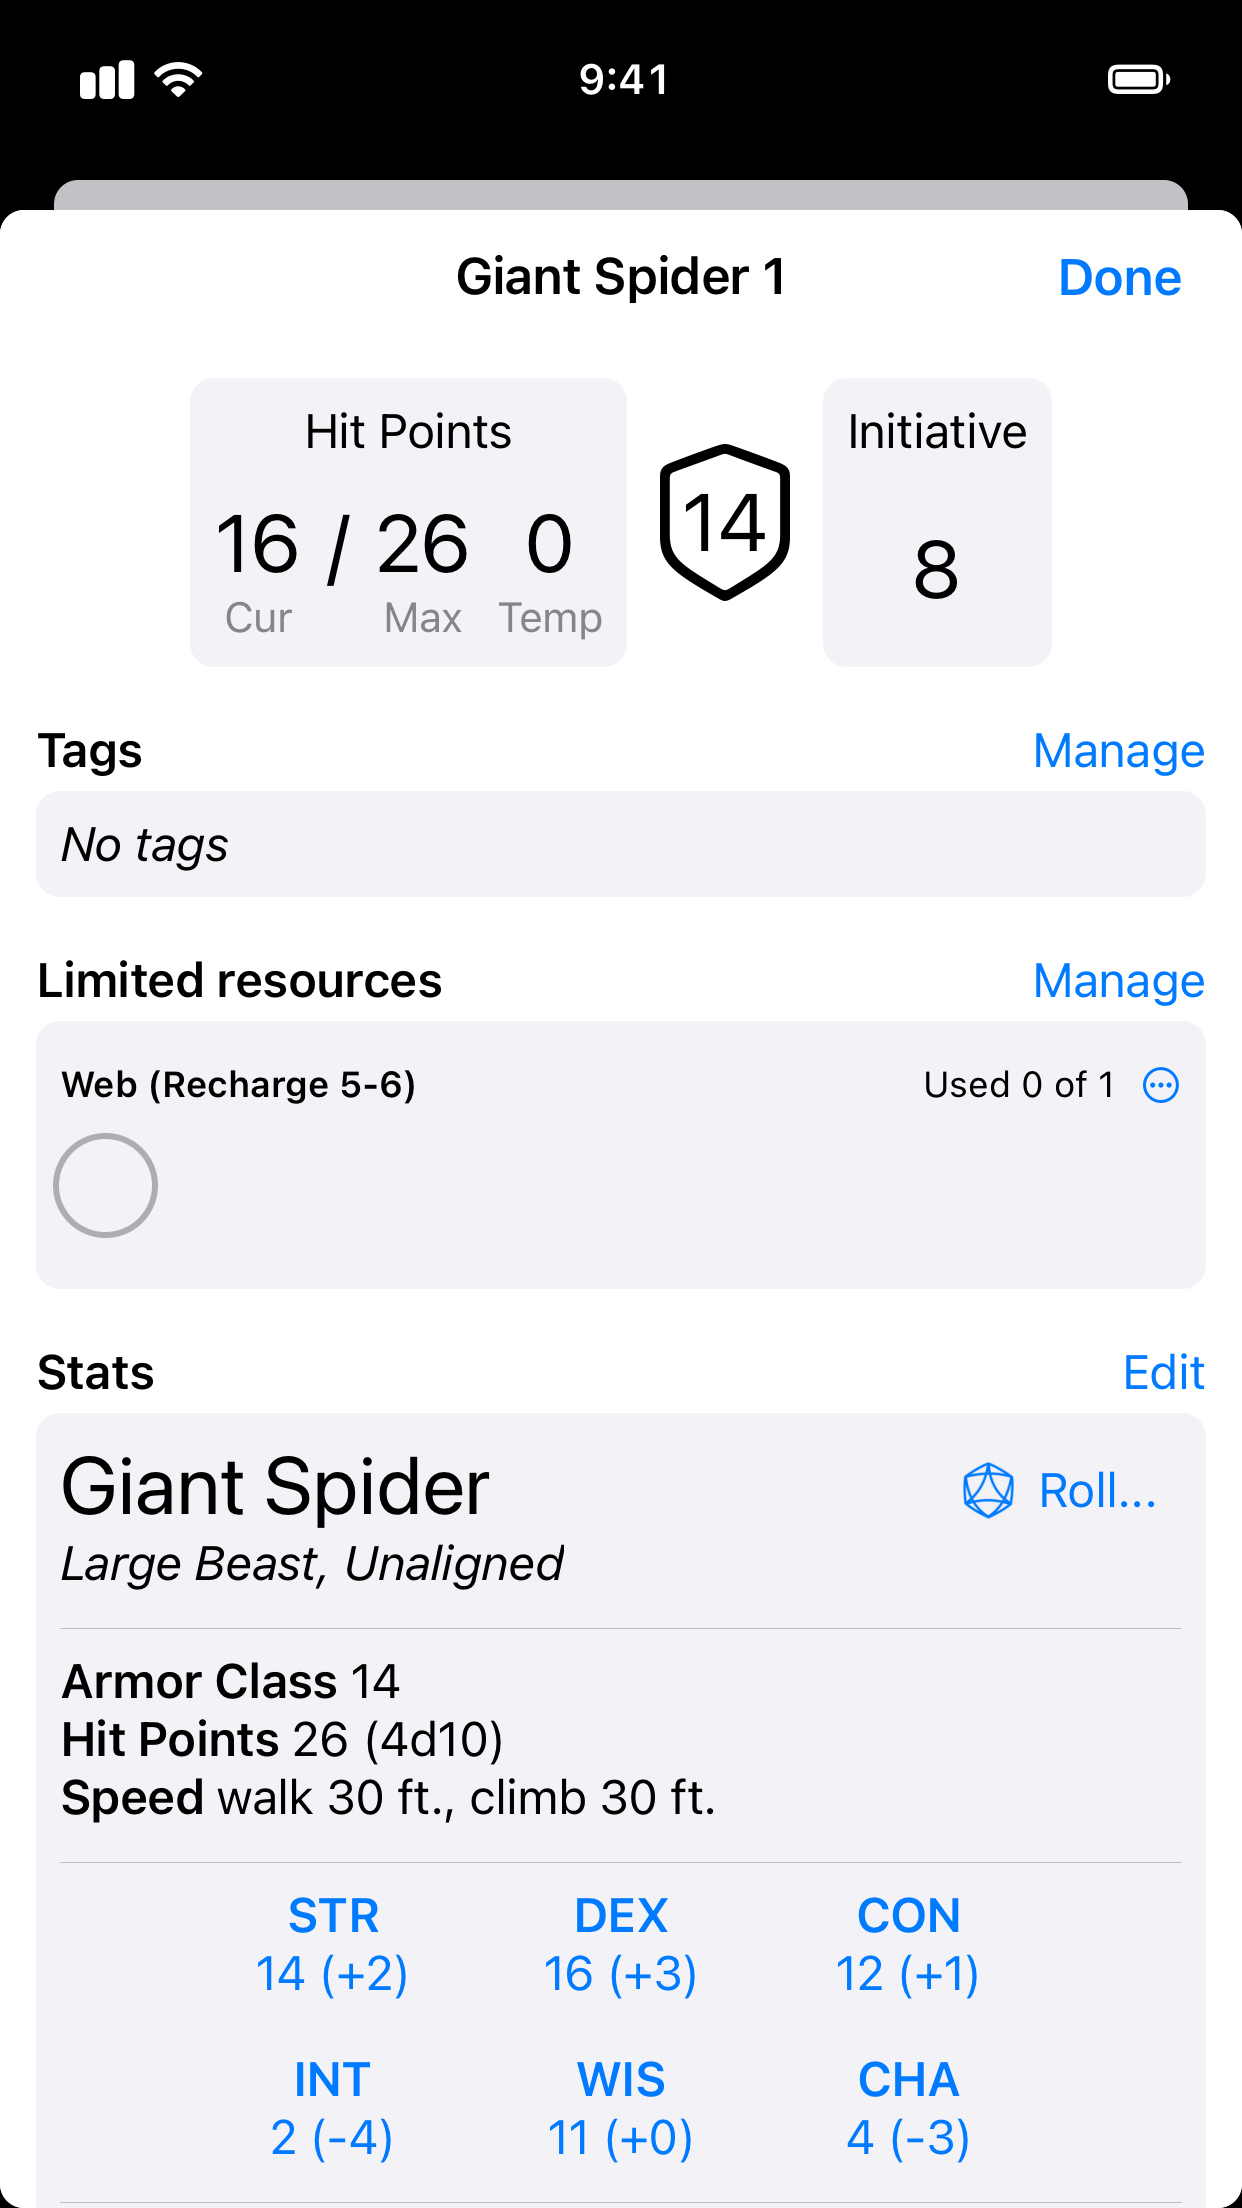 9:41
Giant Spider 1
Done
Hit Points
16 / 26 0
Cur Max Temp
14
Initiative
8
Tags
Manage
No tags
Limited resources
Manage
Web (Recharge 5-6)
Used 0 of 1
Stats
Edit
Giant Spider
Roll...
Large Beast, Unaligned
Armor Class 14
Hit Points 26 (4d10)
Speed walk 30 ft., climb 30 ft.
STR DEX CON
14 (+2) 16 (+3) 12 (+1)
INT WIS CHA
2 (-4) 11 (+0) 4 (-3)